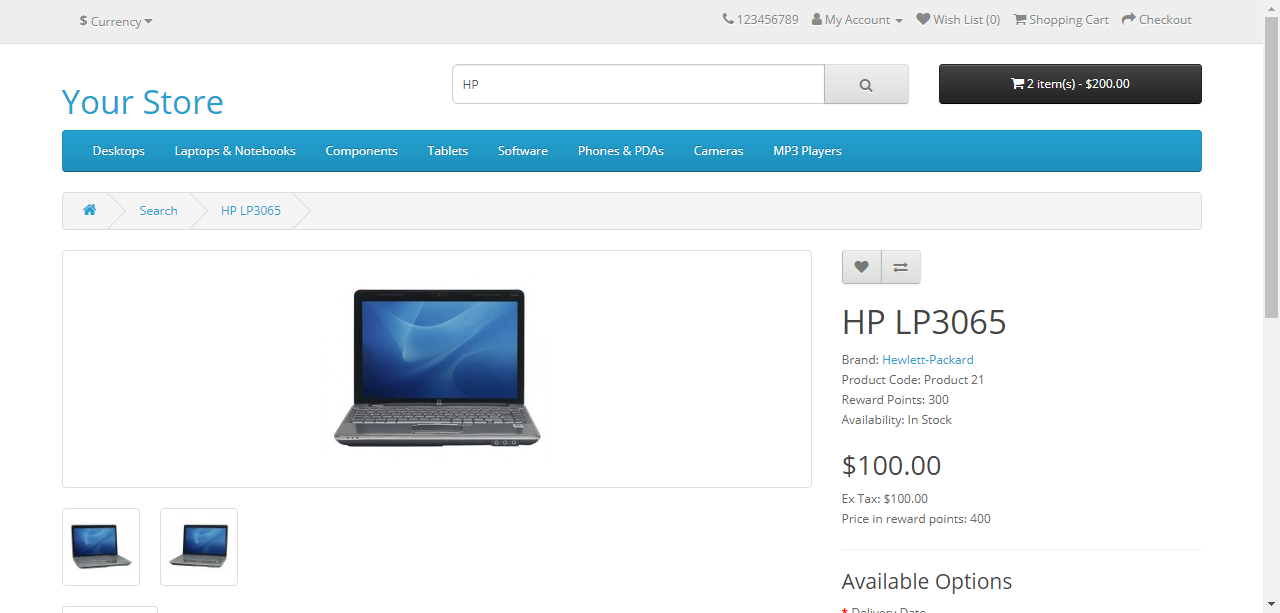 $ Currency
123456789 My Account Wish List (0) Shopping Cart Checkout
Your Store
HP
2 item(s) - $200.00
Desktops Laptops & Notebooks Components Tablets Software Phones & PDAs Cameras MP3 Players
Search HP LP3065
HP LP3065
Brand: Hewlett-Packard
Product Code: Product 21
Reward Points: 300
Availability: In Stock
$100.00
Ex Tax: $100.00
Price in reward points: 400
Available Options
* Delivery Date